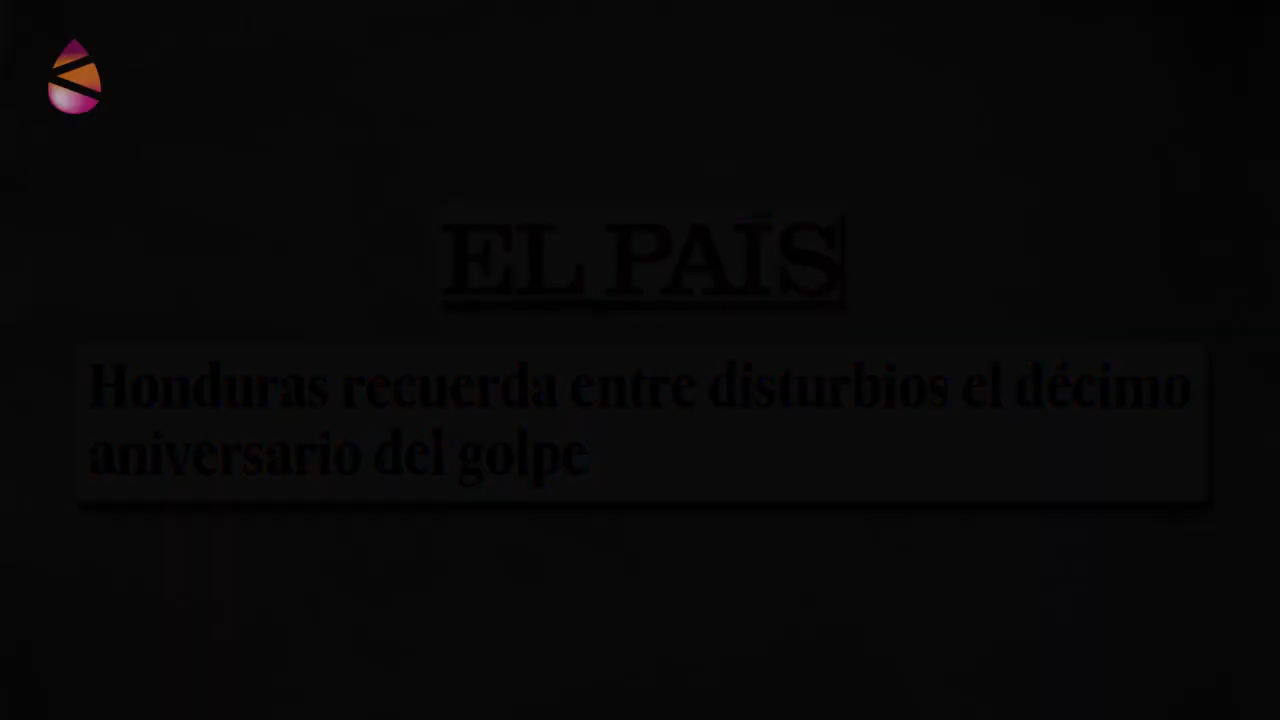 EL PAÍS
Honduras recuerda entre disturbios el décimo
aniversario del golpe